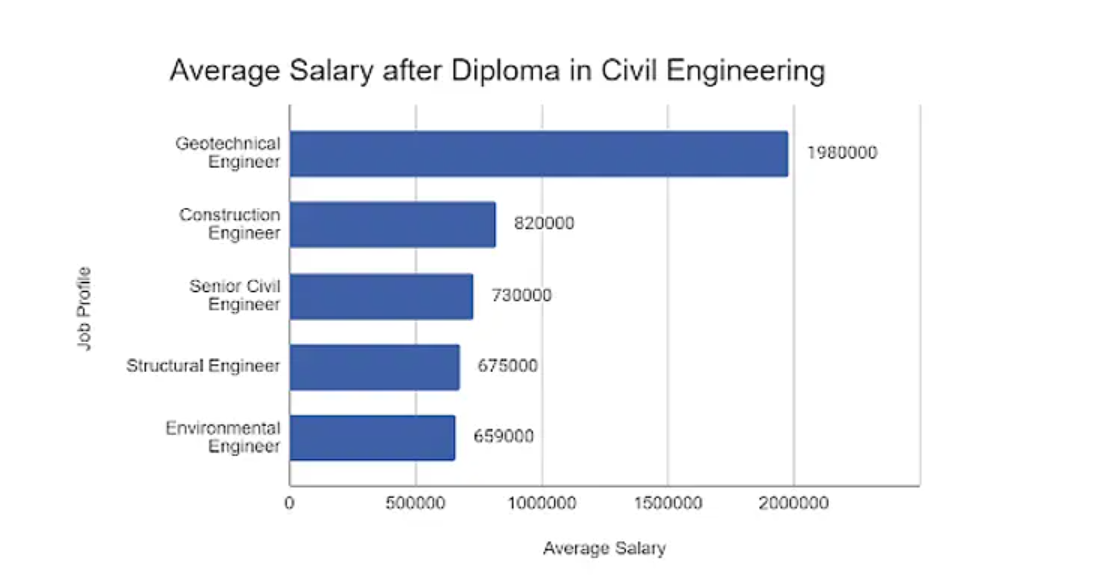 Average Salary after Diploma in Civil Engineering
Job Profile
Geotechnical
Engineer
1980000
Construction
Engineer
820000
Senior Civil
Engineer
730000
Structural Engineer
675000
Environmental
Engineer
659000
0
500000
1000000
1500000
2000000
Average Salary